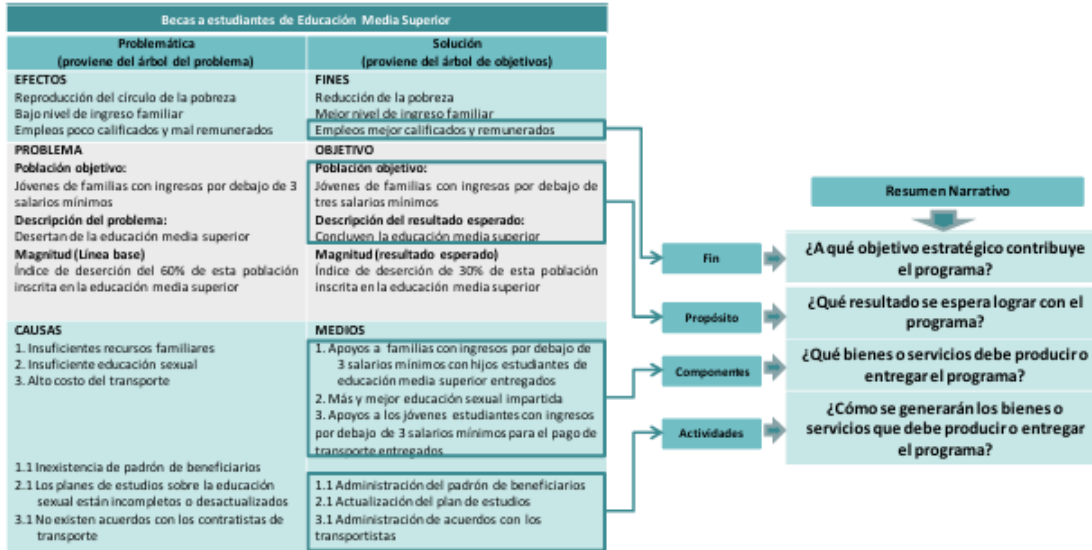 Becas a estudiantes de Educación Media Superior
Problemática
(proviene del árbol del problema)
Solución
(proviene del árbol de objetivos)
EFECTOS
Reproducción del círculo de la pobreza
Bajo nivel de ingreso familiar
Empleos poco calificados y mal remunerados
FINES
Reducción de la pobreza
Mejor nivel de ingreso familiar
Empleos mejor calificados y remunerados
PROBLEMA
Población objetivo:
Jóvenes de familias con ingresos por debajo de 3
salarios mínimos
Descripción del problema:
Desertan de la educación media superior
Magnitud (Línea base)
Índice de deserción del 60% de esta población
inscrita en la educación media superior
OBJETIVO
Población objetivo:
Jóvenes de familias con ingresos por debajo de
tres salarios mínimos
Descripción del resultado esperado:
Concluyen la educación media superior
Magnitud (resultado esperado)
Índice de deserción de 30% de esta población
inscrita en la educación media superior
CAUSAS
1. Insuficientes recursos familiares
2. Insuficiente educación sexual
3. Alto costo del transporte
1.1 Inexistencia de padrón de beneficiarios
2.1 Los planes de estudios sobre la educación
sexual están incompletos o desactualizados
3.1 No existen acuerdos con los contratistas de
transporte
MEDIOS
1. Apoyos a familias con ingresos por debajo de
3 salarios mínimos con hijos estudiantes de
educación media superior entregados
2. Más y mejor educación sexual impartida
3. Apoyos a los jóvenes estudiantes con ingresos
por debajo de 3 salarios mínimos para el pago de
transporte entregados
1.1 Administración del padrón de beneficiarios
2.1 Actualización del plan de estudios
3.1 Administración de acuerdos con los
transportistas
Resumen Narrativo
Fin
¿A qué objetivo estratégico contribuye
el programa?
Propósito
¿Qué resultado se espera lograr con el
programa?
Componentes
¿Qué bienes o servicios debe producir o
entregar el programa?
Actividades
¿Cómo se generarán los bienes o
servicios que debe producir o entregar
el programa?